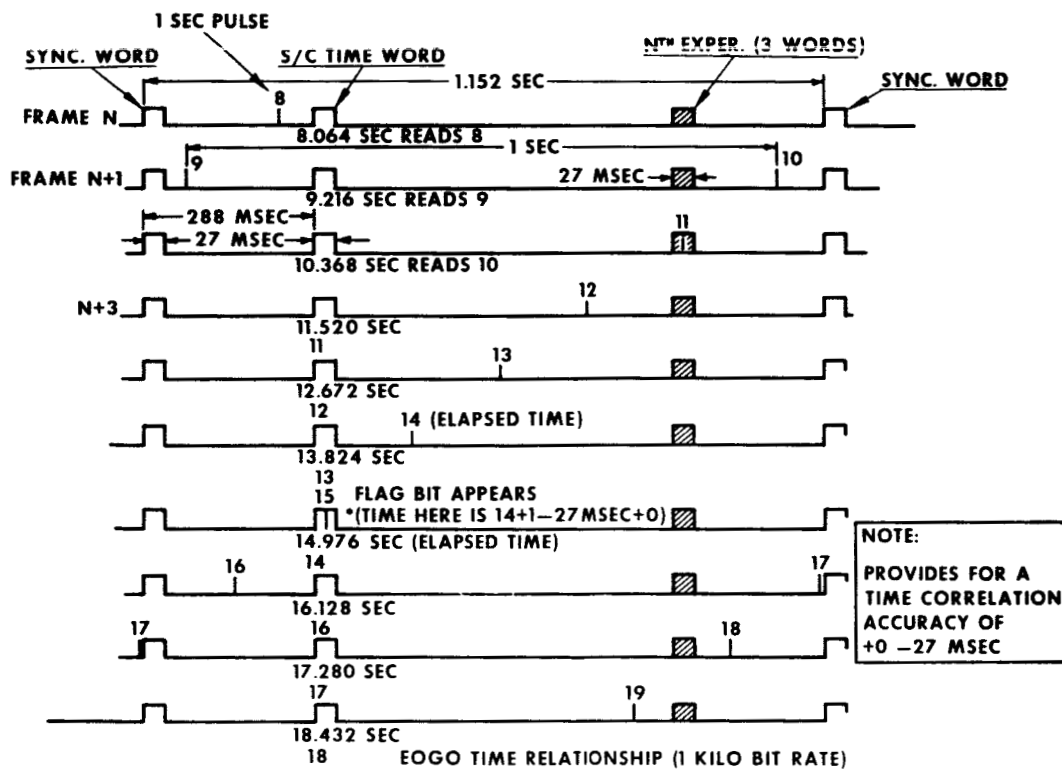 1 SEC PULSE
SYNC. WORD
S/C TIME WORD
NTH EXPER. (3 WORDS)
1.152 SEC
SYNC. WORD
8
FRAME N
8.064 SEC READS 8
1 SEC
9
10
FRAME N+1
27 MSEC
9.216 SEC READS 9
288 MSEC
11
27 MSEC
10.368 SEC READS 10
12
N+3
11.520 SEC
11
13
12.672 SEC
12
14 (ELAPSED TIME)
13.824 SEC
13
15
FLAG BIT APPEARS
*(TIME HERE IS 14+1-27 MSEC+0)
14.976 SEC (ELAPSED TIME)
16
14
17
16.128 SEC
17
16
18
17.280 SEC
17
19
18.432 SEC
18
EOGO TIME RELATIONSHIP (1 KILO BIT RATE)
NOTE:
PROVIDES FOR A
TIME CORRELATION
ACCURACY OF
+0 -27 MSEC